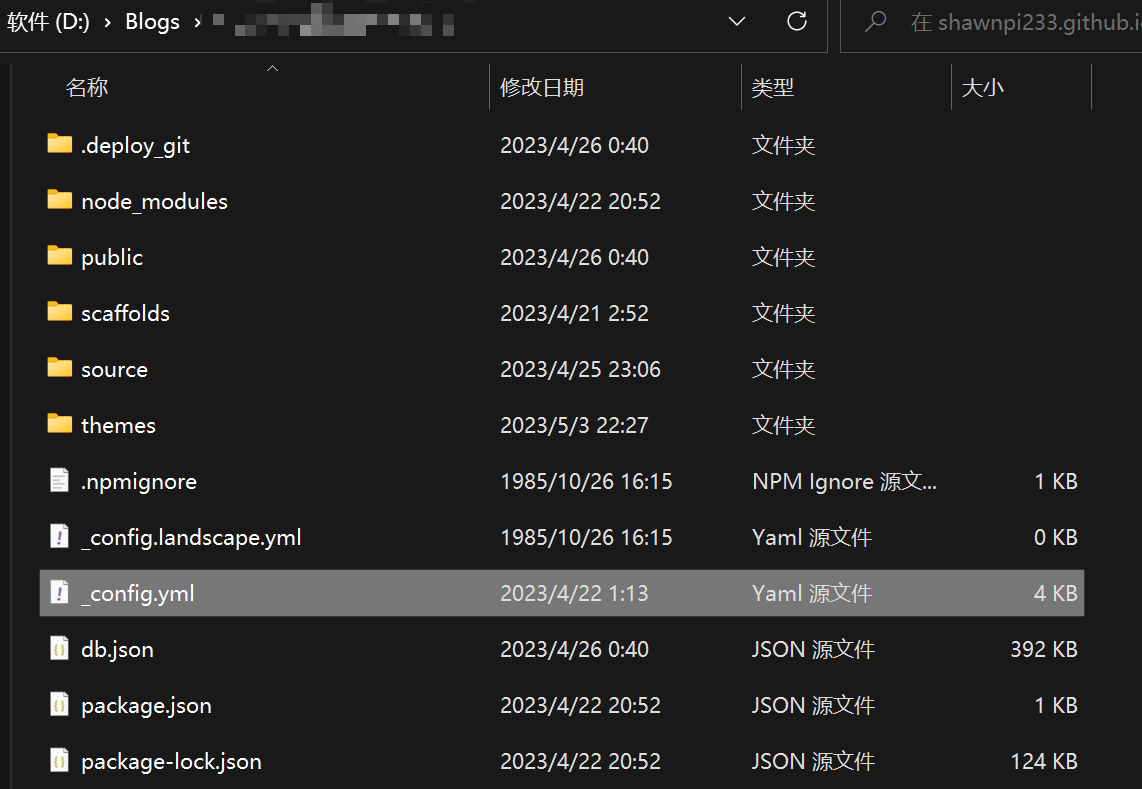 软件 (D:) › Blogs ›
在 shawnpi233.github.i
名称 修改日期 类型 大小
.deploy_git 2023/4/26 0:40 文件夹
node_modules 2023/4/22 20:52 文件夹
public 2023/4/26 0:40 文件夹
scaffolds 2023/4/21 2:52 文件夹
source 2023/4/25 23:06 文件夹
themes 2023/5/3 22:27 文件夹
.npmignore 1985/10/26 16:15 NPM Ignore 源文... 1 KB
_config.landscape.yml 1985/10/26 16:15 Yaml 源文件 0 KB
_config.yml 2023/4/22 1:13 Yaml 源文件 4 KB
db.json 2023/4/26 0:40 JSON 源文件 392 KB
package.json 2023/4/22 20:52 JSON 源文件 1 KB
package-lock.json 2023/4/22 20:52 JSON 源文件 124 KB